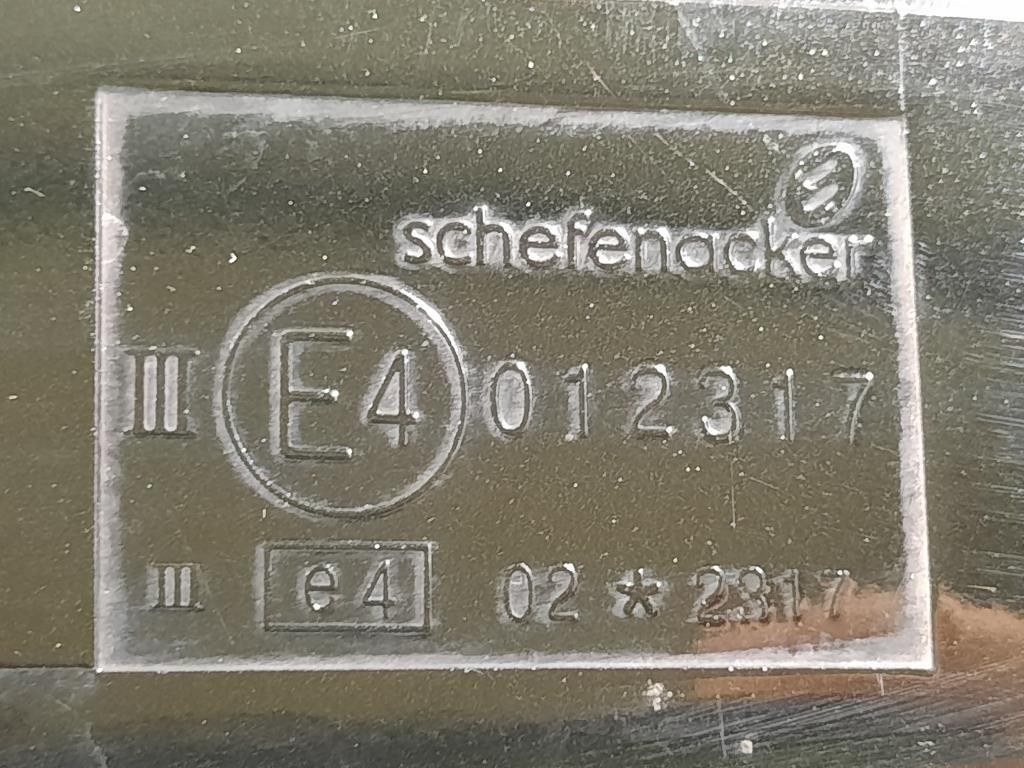 schefenacker
III E4 012317
III e4 02 * 2317